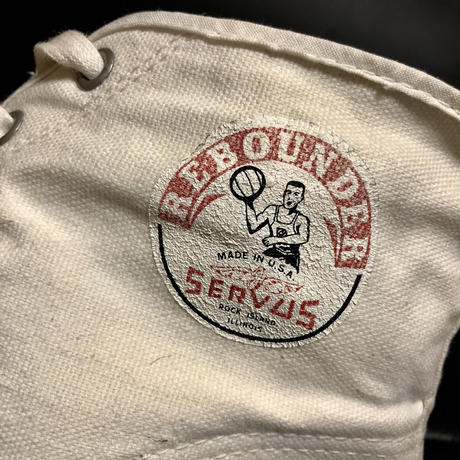 REBOUNDER
MADE IN U.S.A.
SERVUS
ROCK ISLAND
ILLINOIS